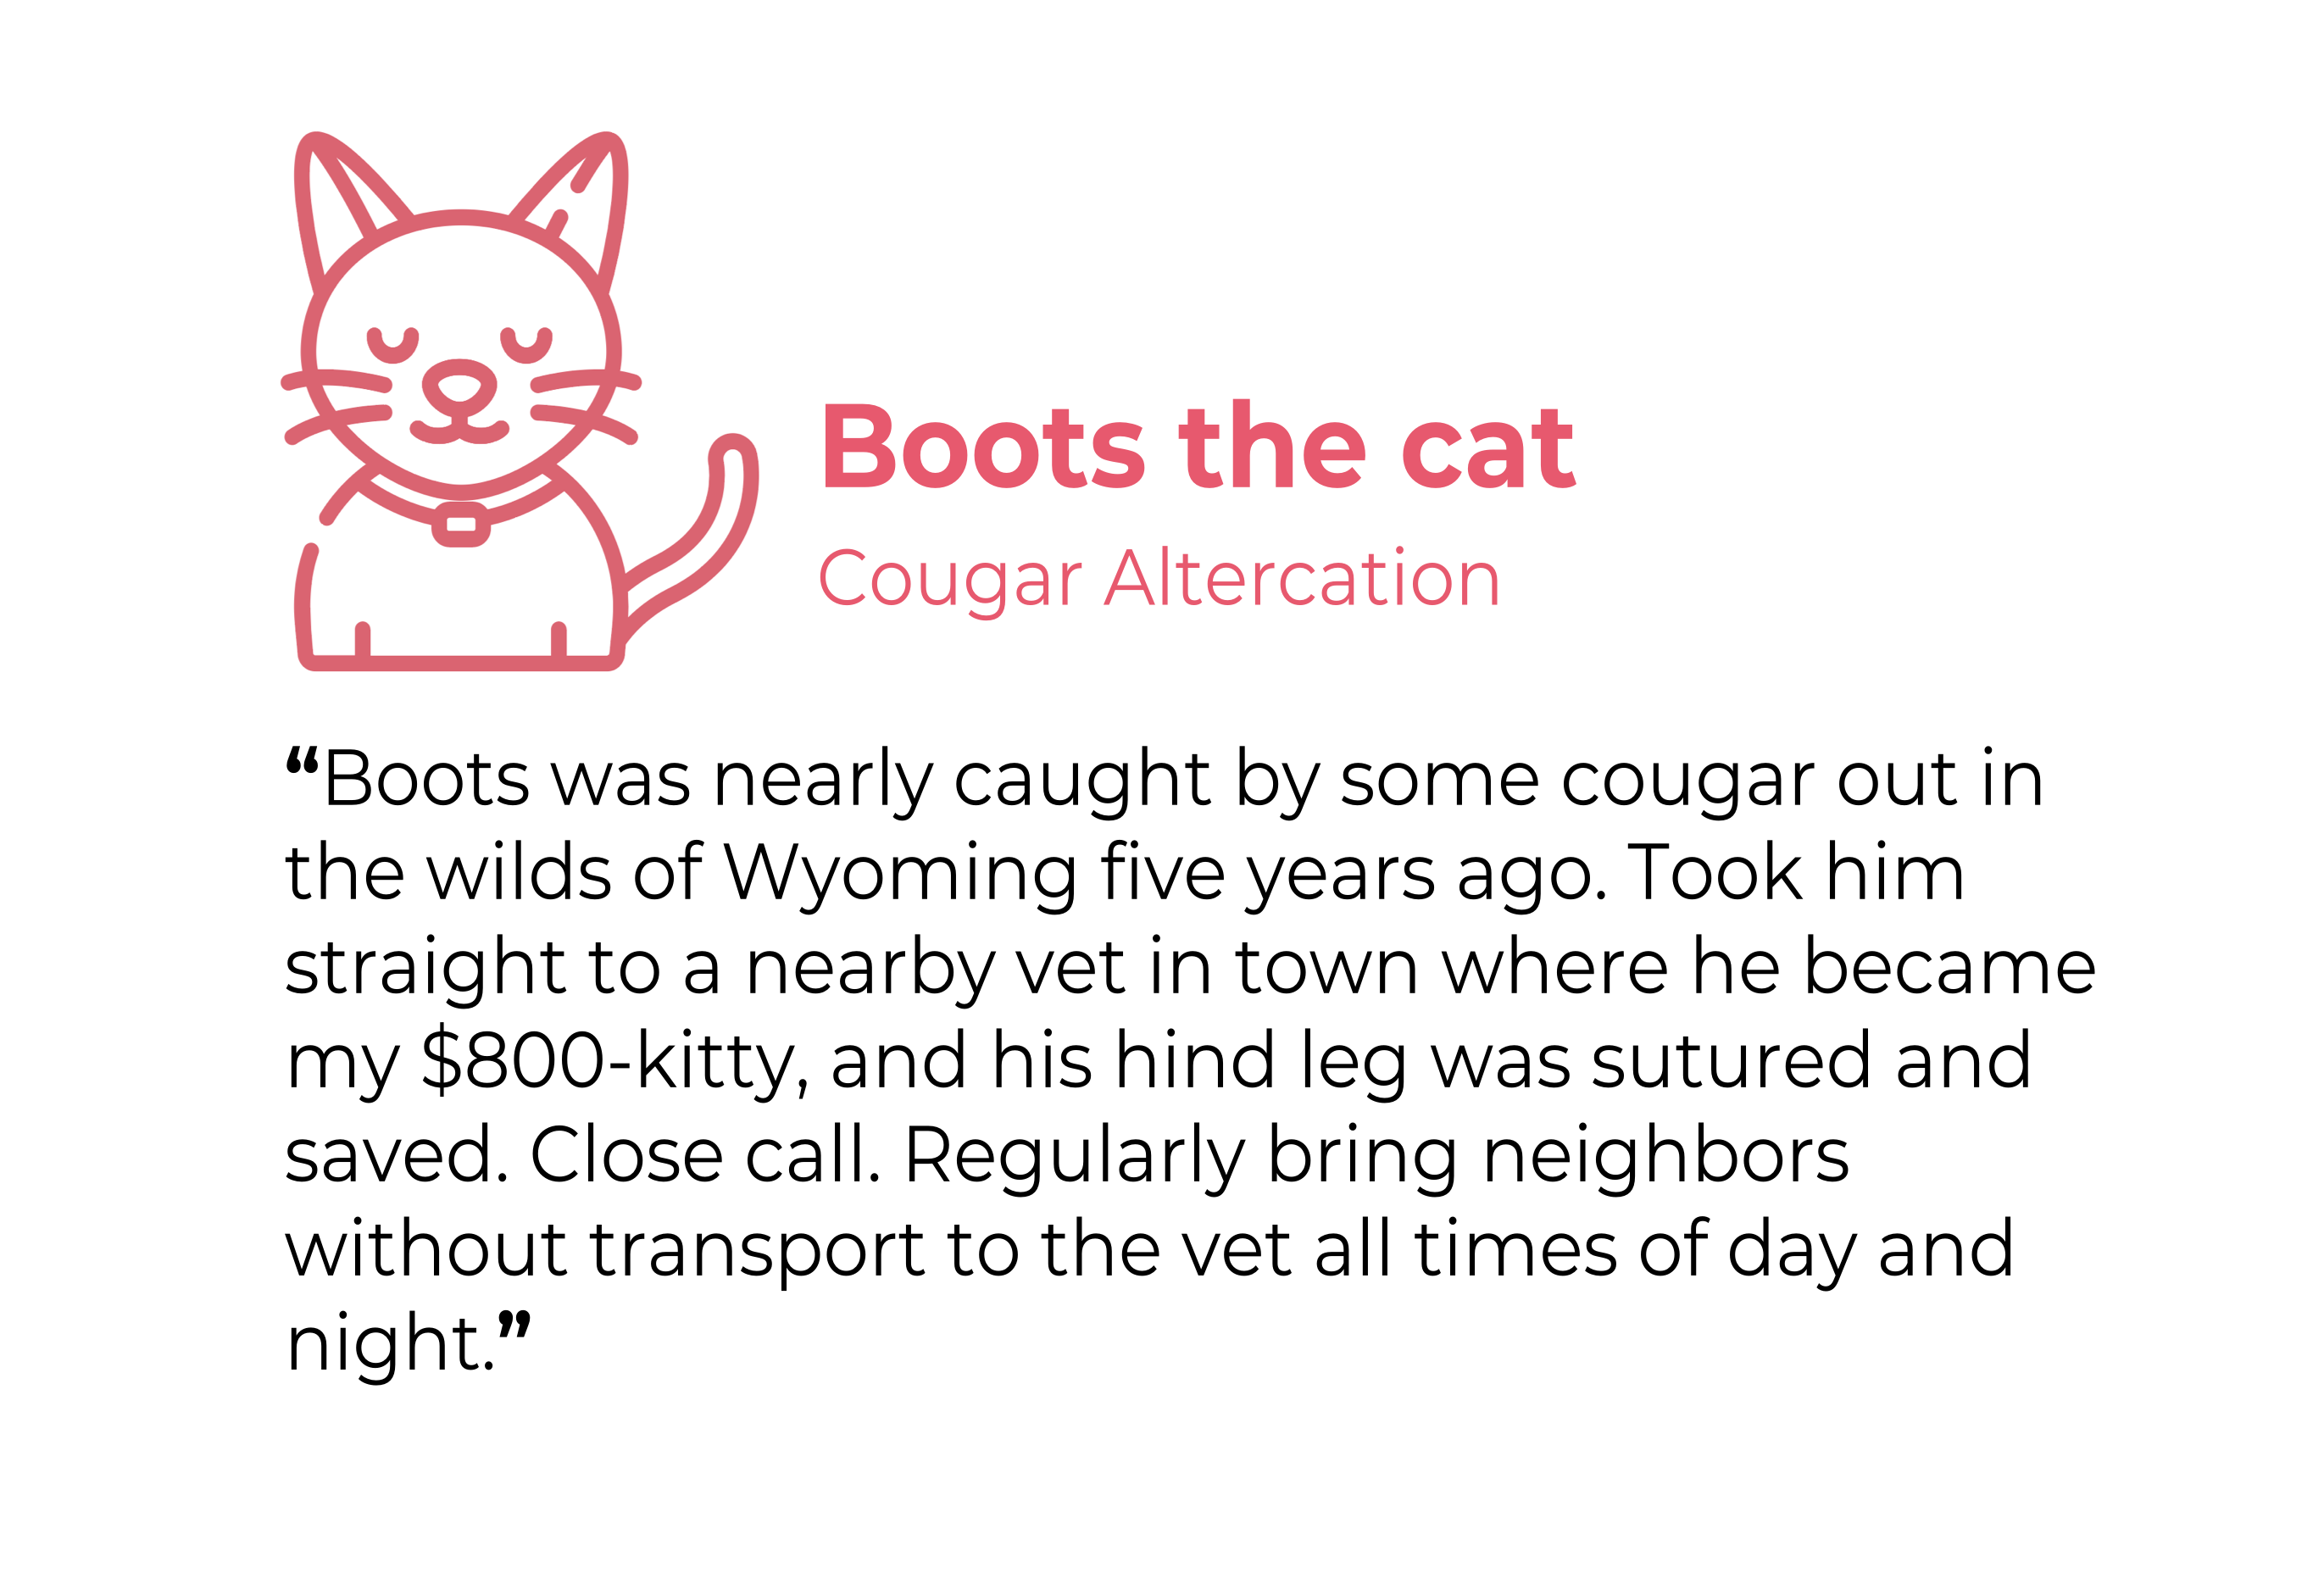 Boots the cat
Cougar Altercation
“Boots was nearly caught by some cougar out in
the wilds of Wyoming five years ago. Took him
straight to a nearby vet in town where he became
my $800-kitty, and his hind leg was sutured and
saved. Close call. Regularly bring neighbors
without transport to the vet all times of day and
night.”